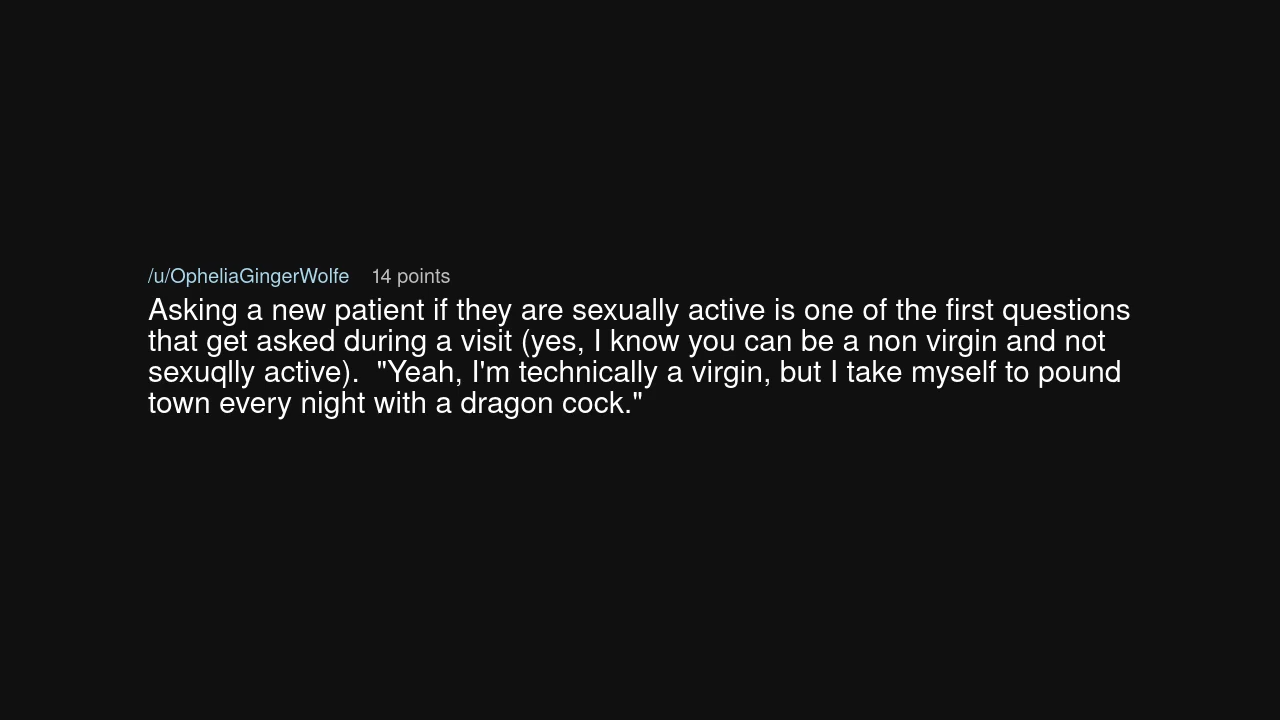 /u/OpheliaGingerWolfe 14 points
Asking a new patient if they are sexually active is one of the first questions
that get asked during a visit (yes, I know you can be a non virgin and not
sexuqlly active).  "Yeah, I'm technically a virgin, but I take myself to pound
town every night with a dragon cock."